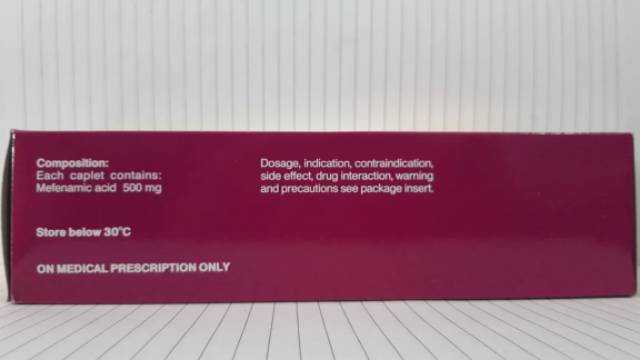 Composition:
Each caplet contains:
Mefenamic acid 500 mg
Dosage, indication, contraindication,
side effect, drug interaction, warning
and precautions see package insert.
Store below 30°C
ON MEDICAL PRESCRIPTION ONLY